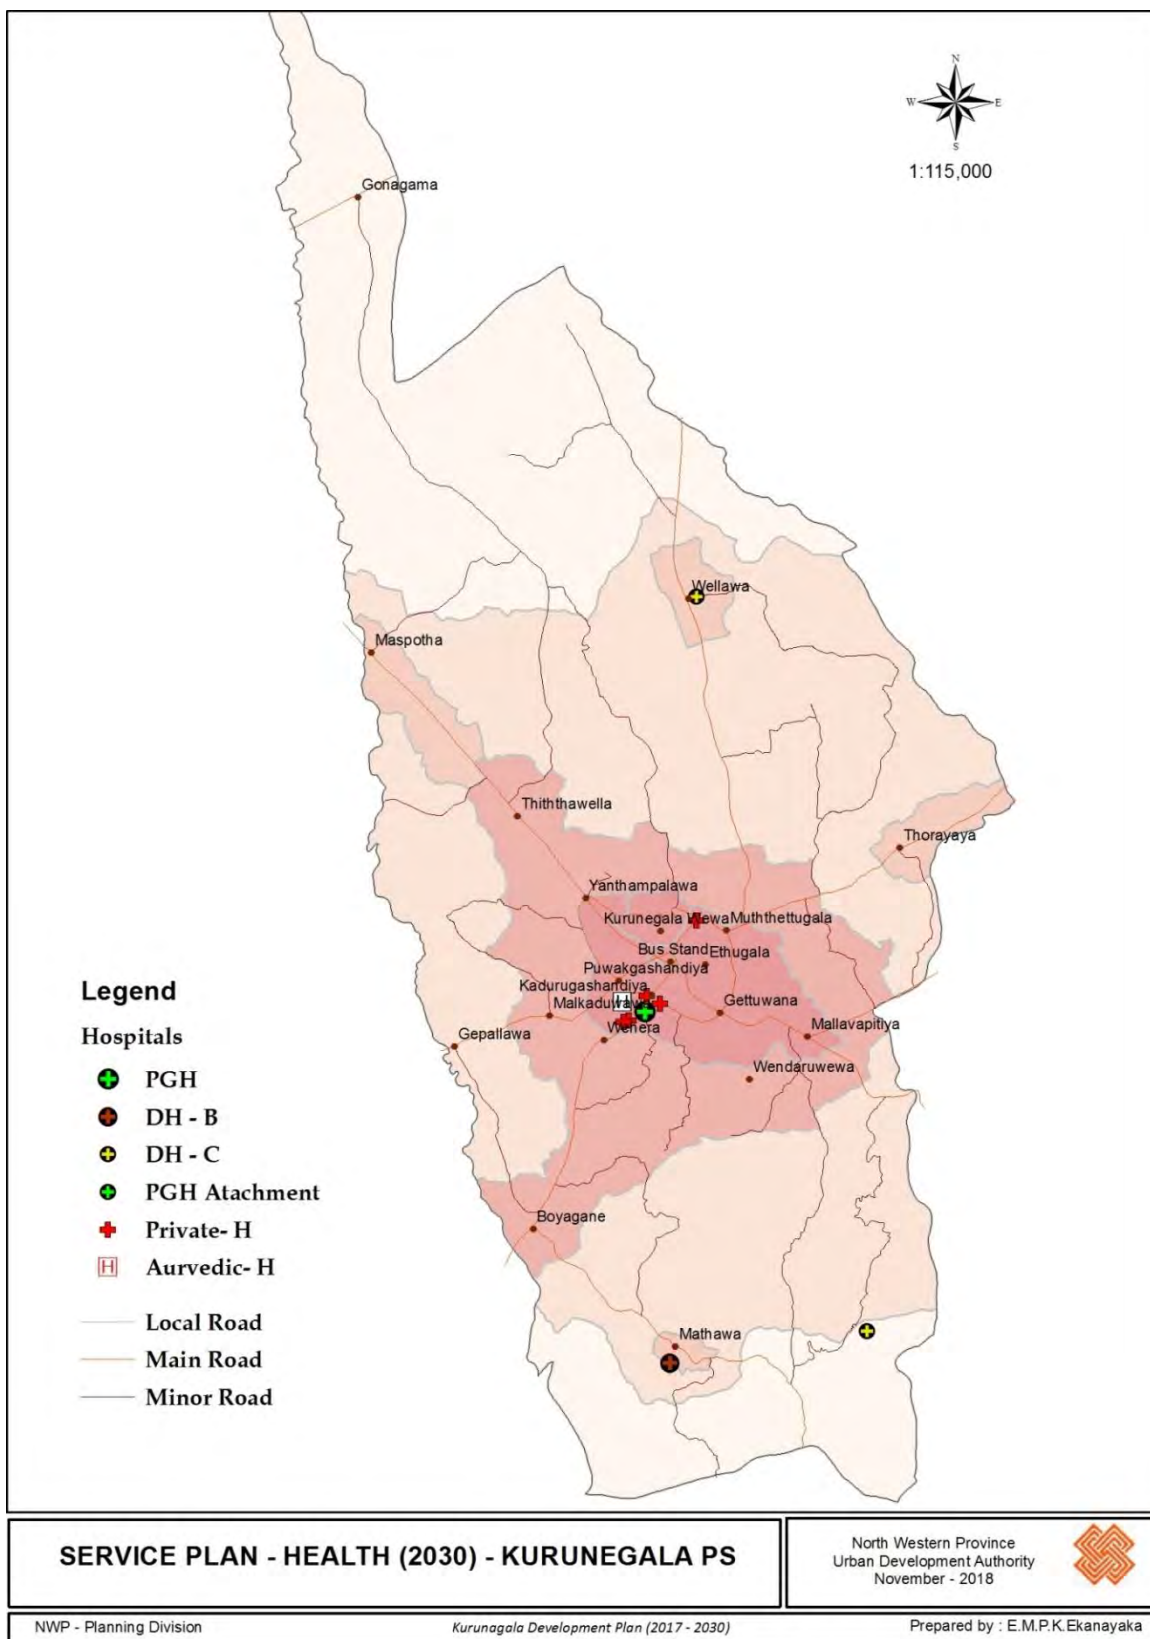 N
W
E
S
1:115,000
Gonagama
Wellawa
Maspotha
Thiththawella
Thorayaya
Yanthampalawa
Kurunegala Wewa
Muththettugala
Bus Stand
Ethugala
Puwakgashandiya
Kadurugashandiya
Malkaduwawa
H
Gettuwana
Wehera
Mallavapitiya
Gepallawa
Wendaruwewa
Boyagane
Mathawa
Legend
Hospitals
PGH
DH - B
DH - C
PGH Atachment
Private- H
H
Aurvedic- H
Local Road
Main Road
Minor Road
SERVICE PLAN - HEALTH (2030) - KURUNEGALA PS
North Western Province
Urban Development Authority
November - 2018
NWP - Planning Division
Kurunagala Development Plan (2017 - 2030)
Prepared by : E.M.P.K.Ekanayaka